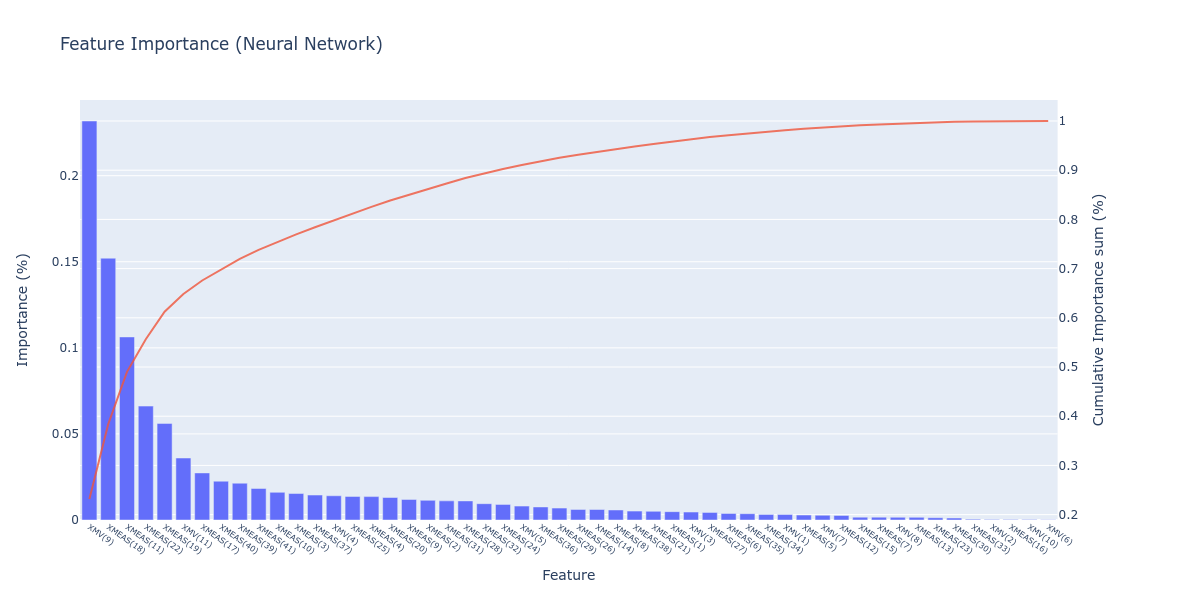 Feature Importance (Neural Network)
Importance (%)
0.2
0.15
0.1
0.05
0
1
0.9
0.8
0.7
0.6
0.5
0.4
0.3
0.2
Cumulative Importance sum (%)
XMV(9)
XMEAS(18)
XMEAS(11)
XMEAS(22)
XMEAS(19)
XMV(11)
XMEAS(17)
XMEAS(40)
XMEAS(39)
XMEAS(41)
XMEAS(10)
XMEAS(3)
XMEAS(37)
XMV(4)
XMEAS(25)
XMEAS(4)
XMEAS(20)
XMEAS(9)
XMEAS(2)
XMEAS(31)
XMEAS(28)
XMEAS(32)
XMEAS(24)
XMV(5)
XMEAS(36)
XMEAS(29)
XMEAS(26)
XMEAS(14)
XMEAS(8)
XMEAS(38)
XMEAS(21)
XMEAS(1)
XMV(3)
XMEAS(27)
XMEAS(6)
XMEAS(35)
XMEAS(34)
XMV(1)
XMEAS(5)
XMV(7)
XMEAS(12)
XMEAS(15)
XMEAS(7)
XMV(8)
XMEAS(13)
XMEAS(23)
XMEAS(30)
XMEAS(33)
XMV(2)
XMEAS(16)
XMV(10)
XMV(6)
Feature